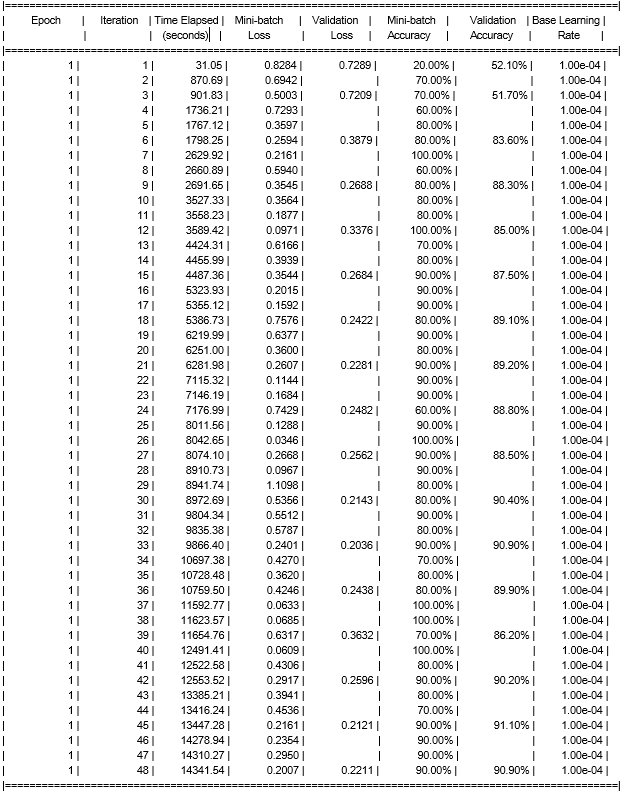 |======================================================================================|
| Epoch | Iteration | Time Elapsed | Mini-batch | Validation | Mini-batch | Validation | Base Learning |
| | | (seconds) | Loss | Loss | Accuracy | Accuracy | Rate |
|======================================================================================|
| 1 | 1 | 31.05 | 0.8284 | 0.7289 | 20.00% | 52.10% | 1.00e-04 |
| 1 | 2 | 870.69 | 0.6942 | | 70.00% | | 1.00e-04 |
| 1 | 3 | 901.83 | 0.5003 | 0.7209 | 70.00% | 51.70% | 1.00e-04 |
| 1 | 4 | 1736.21 | 0.7293 | | 60.00% | | 1.00e-04 |
| 1 | 5 | 1767.12 | 0.3597 | | 80.00% | | 1.00e-04 |
| 1 | 6 | 1798.25 | 0.2594 | 0.3879 | 80.00% | 83.60% | 1.00e-04 |
| 1 | 7 | 2629.92 | 0.2161 | | 100.00% | | 1.00e-04 |
| 1 | 8 | 2660.89 | 0.5940 | | 60.00% | | 1.00e-04 |
| 1 | 9 | 2691.65 | 0.3545 | 0.2688 | 80.00% | 88.30% | 1.00e-04 |
| 1 | 10 | 3527.33 | 0.3564 | | 80.00% | | 1.00e-04 |
| 1 | 11 | 3558.23 | 0.1877 | | 80.00% | | 1.00e-04 |
| 1 | 12 | 3589.42 | 0.0971 | 0.3376 | 100.00% | 85.00% | 1.00e-04 |
| 1 | 13 | 4424.31 | 0.6166 | | 70.00% | | 1.00e-04 |
| 1 | 14 | 4455.99 | 0.3939 | | 80.00% | | 1.00e-04 |
| 1 | 15 | 4487.36 | 0.3544 | 0.2684 | 90.00% | 87.50% | 1.00e-04 |
| 1 | 16 | 5323.93 | 0.2015 | | 90.00% | | 1.00e-04 |
| 1 | 17 | 5355.12 | 0.1592 | | 90.00% | | 1.00e-04 |
| 1 | 18 | 5386.73 | 0.7576 | 0.2422 | 80.00% | 89.10% | 1.00e-04 |
| 1 | 19 | 6219.99 | 0.6377 | | 90.00% | | 1.00e-04 |
| 1 | 20 | 6251.00 | 0.3600 | | 80.00% | | 1.00e-04 |
| 1 | 21 | 6281.98 | 0.2607 | 0.2281 | 90.00% | 89.20% | 1.00e-04 |
| 1 | 22 | 7115.32 | 0.1144 | | 90.00% | | 1.00e-04 |
| 1 | 23 | 7146.19 | 0.1684 | | 90.00% | | 1.00e-04 |
| 1 | 24 | 7176.99 | 0.7429 | 0.2482 | 60.00% | 88.80% | 1.00e-04 |
| 1 | 25 | 8011.56 | 0.1288 | | 90.00% | | 1.00e-04 |
| 1 | 26 | 8042.65 | 0.0346 | | 100.00% | | 1.00e-04 |
| 1 | 27 | 8074.10 | 0.2668 | 0.2562 | 90.00% | 88.50% | 1.00e-04 |
| 1 | 28 | 8910.73 | 0.0967 | | 90.00% | | 1.00e-04 |
| 1 | 29 | 8941.74 | 1.1098 | | 80.00% | | 1.00e-04 |
| 1 | 30 | 8972.69 | 0.5356 | 0.2143 | 80.00% | 90.40% | 1.00e-04 |
| 1 | 31 | 9804.34 | 0.5512 | | 90.00% | | 1.00e-04 |
| 1 | 32 | 9835.38 | 0.5787 | | 80.00% | | 1.00e-04 |
| 1 | 33 | 9866.40 | 0.2401 | 0.2036 | 90.00% | 90.90% | 1.00e-04 |
| 1 | 34 | 10697.38 | 0.4270 | | 70.00% | | 1.00e-04 |
| 1 | 35 | 10728.48 | 0.3620 | | 80.00% | | 1.00e-04 |
| 1 | 36 | 10759.50 | 0.4246 | 0.2438 | 80.00% | 89.90% | 1.00e-04 |
| 1 | 37 | 11592.77 | 0.0633 | | 100.00% | | 1.00e-04 |
| 1 | 38 | 11623.57 | 0.0685 | | 100.00% | | 1.00e-04 |
| 1 | 39 | 11654.76 | 0.6317 | 0.3632 | 70.00% | 86.20% | 1.00e-04 |
| 1 | 40 | 12491.41 | 0.0609 | | 100.00% | | 1.00e-04 |
| 1 | 41 | 12522.58 | 0.4306 | | 80.00% | | 1.00e-04 |
| 1 | 42 | 12553.52 | 0.2917 | 0.2596 | 90.00% | 90.20% | 1.00e-04 |
| 1 | 43 | 13385.21 | 0.3941 | | 80.00% | | 1.00e-04 |
| 1 | 44 | 13416.24 | 0.4536 | | 70.00% | | 1.00e-04 |
| 1 | 45 | 13447.28 | 0.2161 | 0.2121 | 90.00% | 91.10% | 1.00e-04 |
| 1 | 46 | 14278.94 | 0.2354 | | 90.00% | | 1.00e-04 |
| 1 | 47 | 14310.27 | 0.2950 | | 90.00% | | 1.00e-04 |
| 1 | 48 | 14341.54 | 0.2007 | 0.2211 | 90.00% | 90.90% | 1.00e-04 |
|======================================================================================|